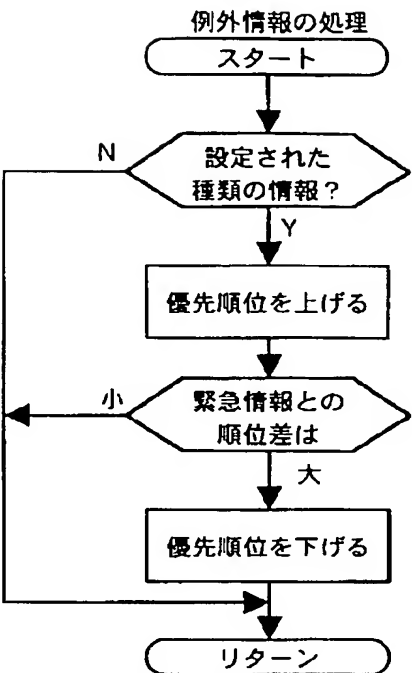 例外情報の処理
スタート
N
設定された
種類の情報?
Y
優先順位を上げる
小
緊急情報との
順位差は
大
優先順位を下げる
リターン